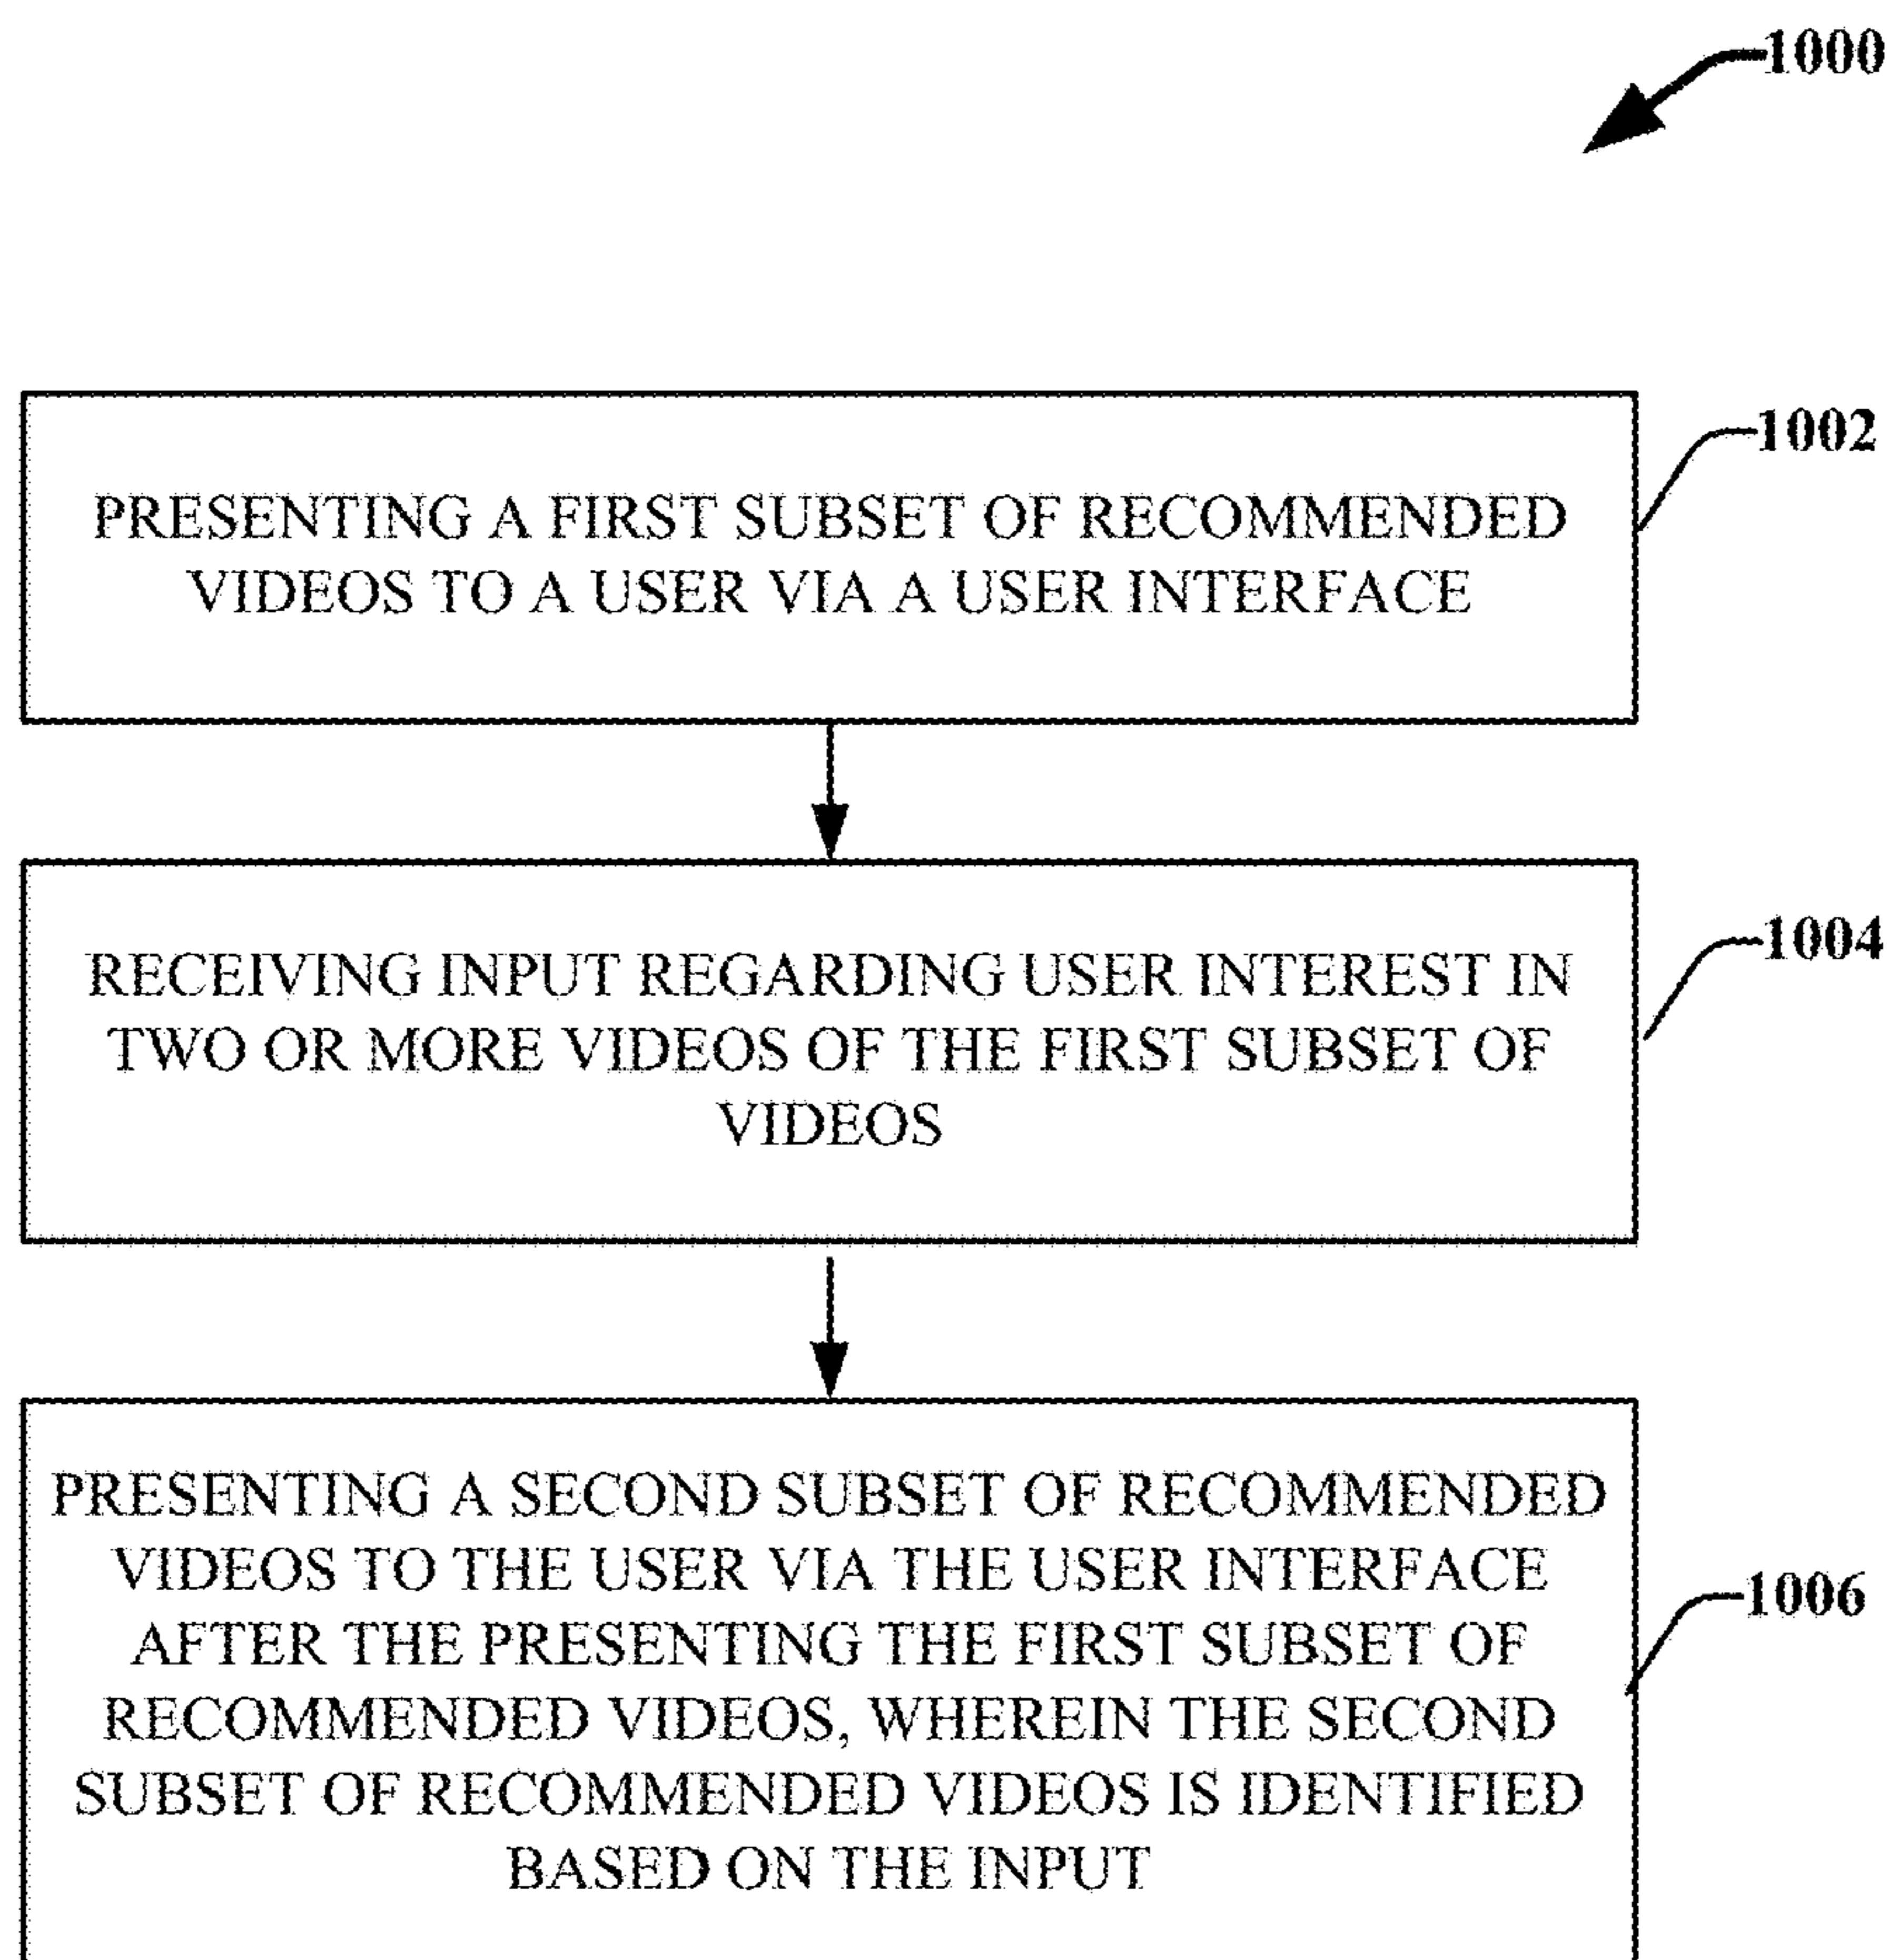 1000
1002
PRESENTING A FIRST SUBSET OF RECOMMENDED
VIDEOS TO A USER VIA A USER INTERFACE
1004
RECEIVING INPUT REGARDING USER INTEREST IN
TWO OR MORE VIDEOS OF THE FIRST SUBSET OF
VIDEOS
PRESENTING A SECOND SUBSET OF RECOMMENDED
VIDEOS TO THE USER VIA THE USER INTERFACE
1006
AFTER THE PRESENTING THE FIRST SUBSET OF
RECOMMENDED VIDEOS, WHEREIN THE SECOND
SUBSET OF RECOMMENDED VIDEOS IS IDENTIFIED
BASED ON THE INPUT